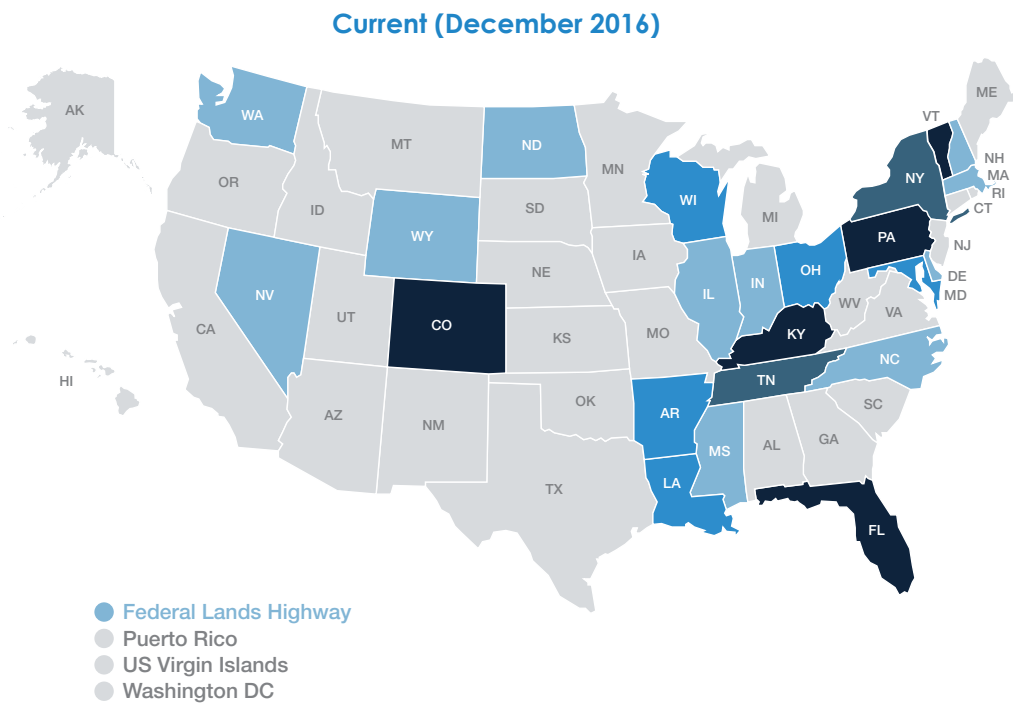 Current (December 2016)
AK
WA
MT
ND
MN
VT
ME
NH
MA
RI
CT
NY
OR
ID
SD
WI
MI
WY
PA
NJ
IA
NE
OH
DE
MD
NV
IL
IN
WV
VA
UT
CO
CA
KS
MO
KY
NC
HI
TN
AZ
NM
OK
AR
SC
MS
AL
GA
TX
LA
FL
Federal Lands Highway
Puerto Rico
US Virgin Islands
Washington DC